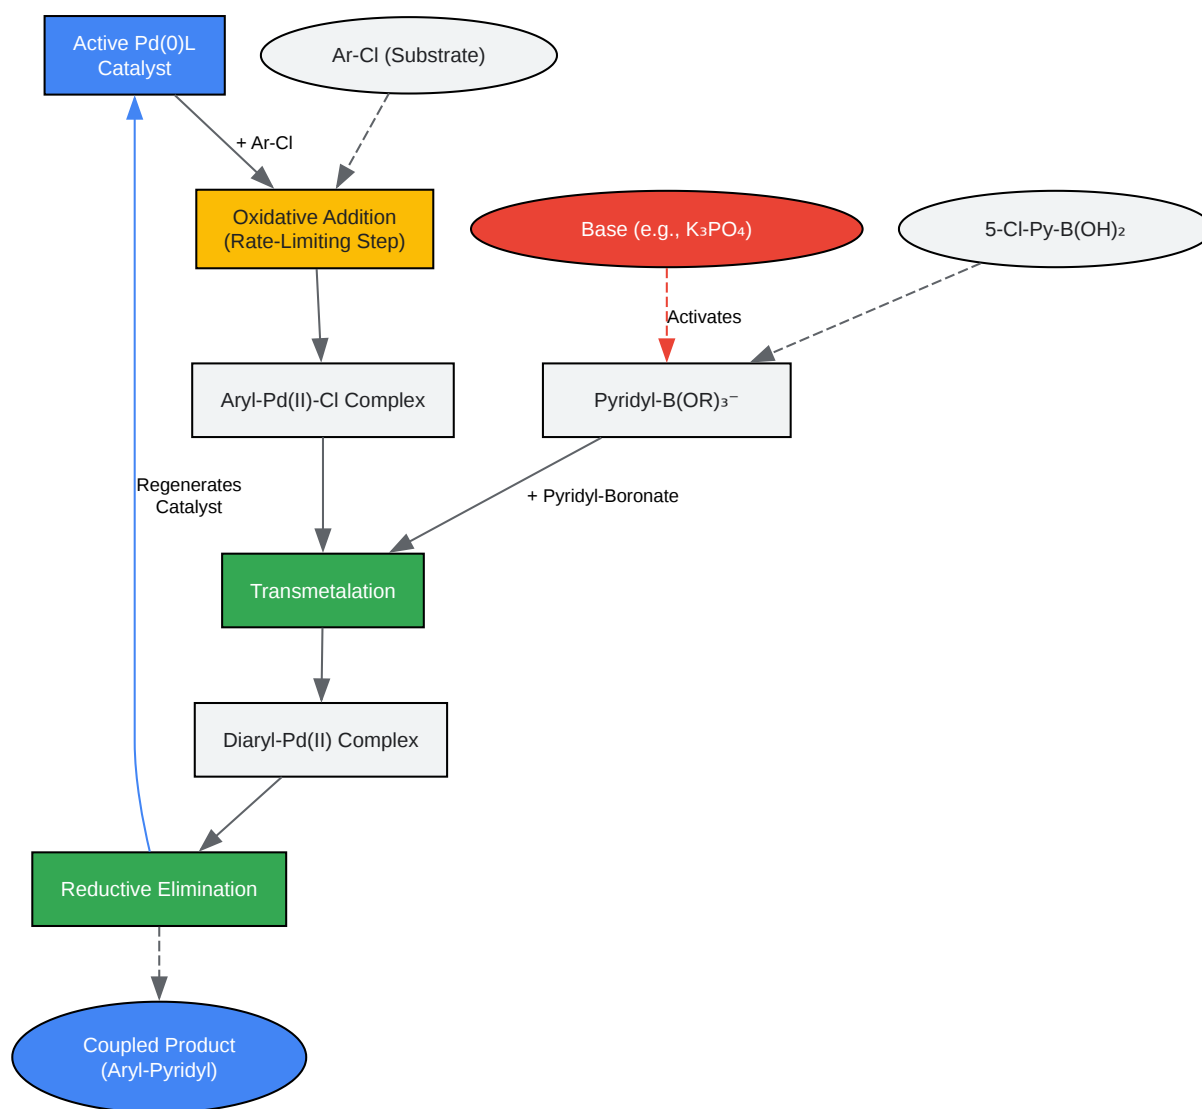 Active Pd(0)L
Catalyst
Ar-Cl (Substrate)
+ Ar-Cl
Oxidative Addition
(Rate-Limiting Step)
Base (e.g., K₃PO₄)
5-Cl-Py-B(OH)₂
Activates
Aryl-Pd(II)-Cl Complex
Pyridyl-B(OR)₃⁻
Regenerates
Catalyst
+ Pyridyl-Boronate
Transmetalation
Diaryl-Pd(II) Complex
Reductive Elimination
Coupled Product
(Aryl-Pyridyl)